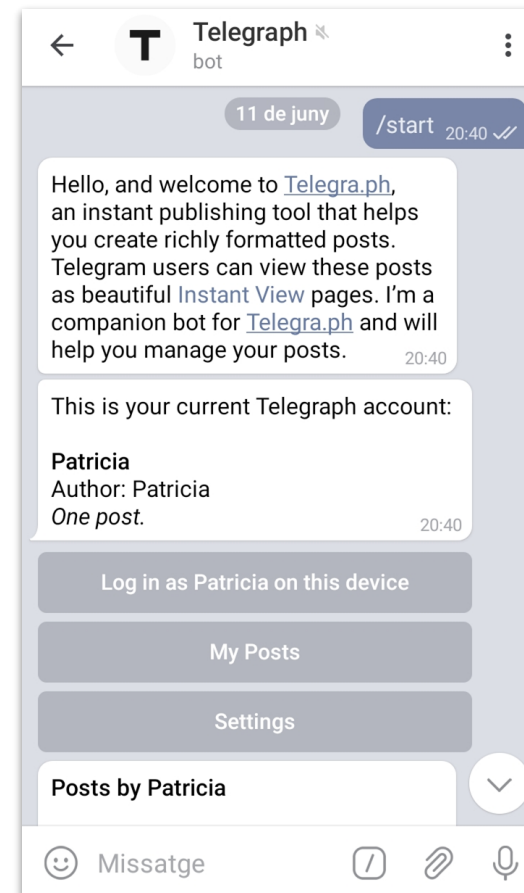 T
Telegraph
bot
11 de juny
/start 20:40
Hello, and welcome to Telegra.ph,
an instant publishing tool that helps
you create richly formatted posts.
Telegram users can view these posts
as beautiful Instant View pages. I'm a
companion bot for Telegra.ph and will
help you manage your posts. 20:40
This is your current Telegraph account:
Patricia
Author: Patricia
One post. 20:40
Log in as Patricia on this device
My Posts
Settings
Posts by Patricia
Missatge